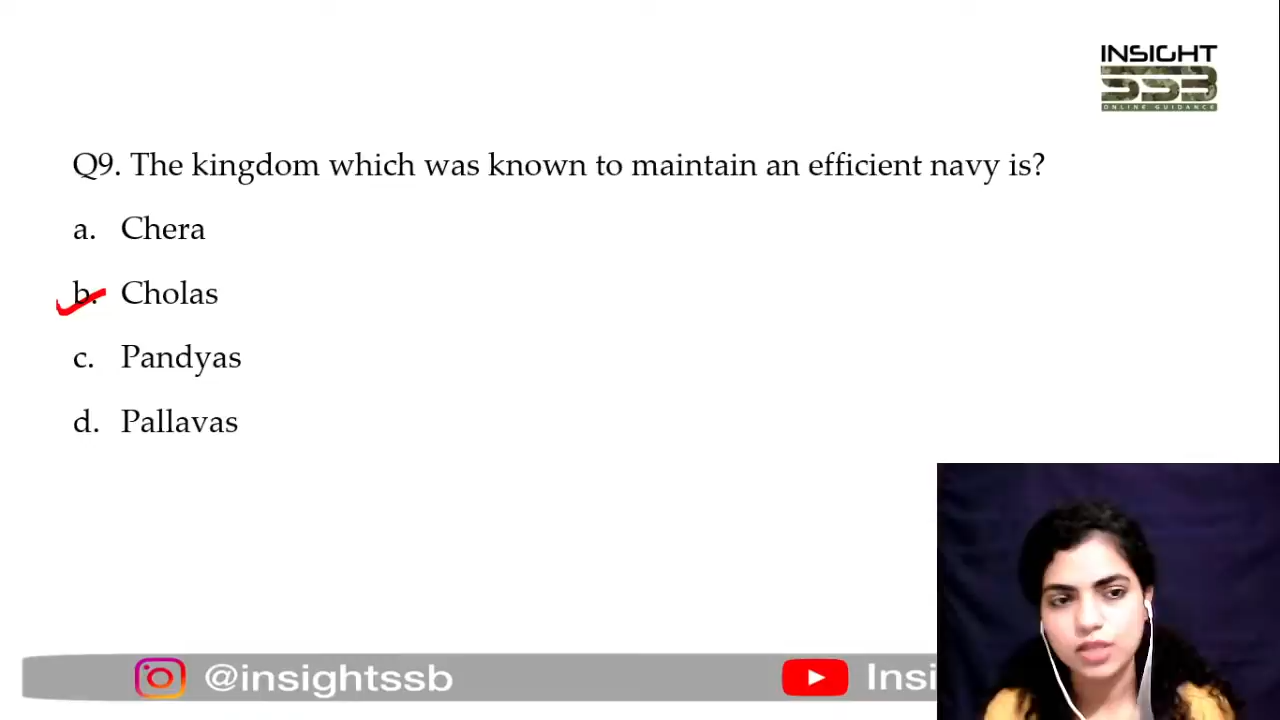 INSIGHT
SSB
ONLINE GUIDANCE
Q9. The kingdom which was known to maintain an efficient navy is?
a. Chera
b. Cholas
c. Pandyas
d. Pallavas
@insightssb
Insi